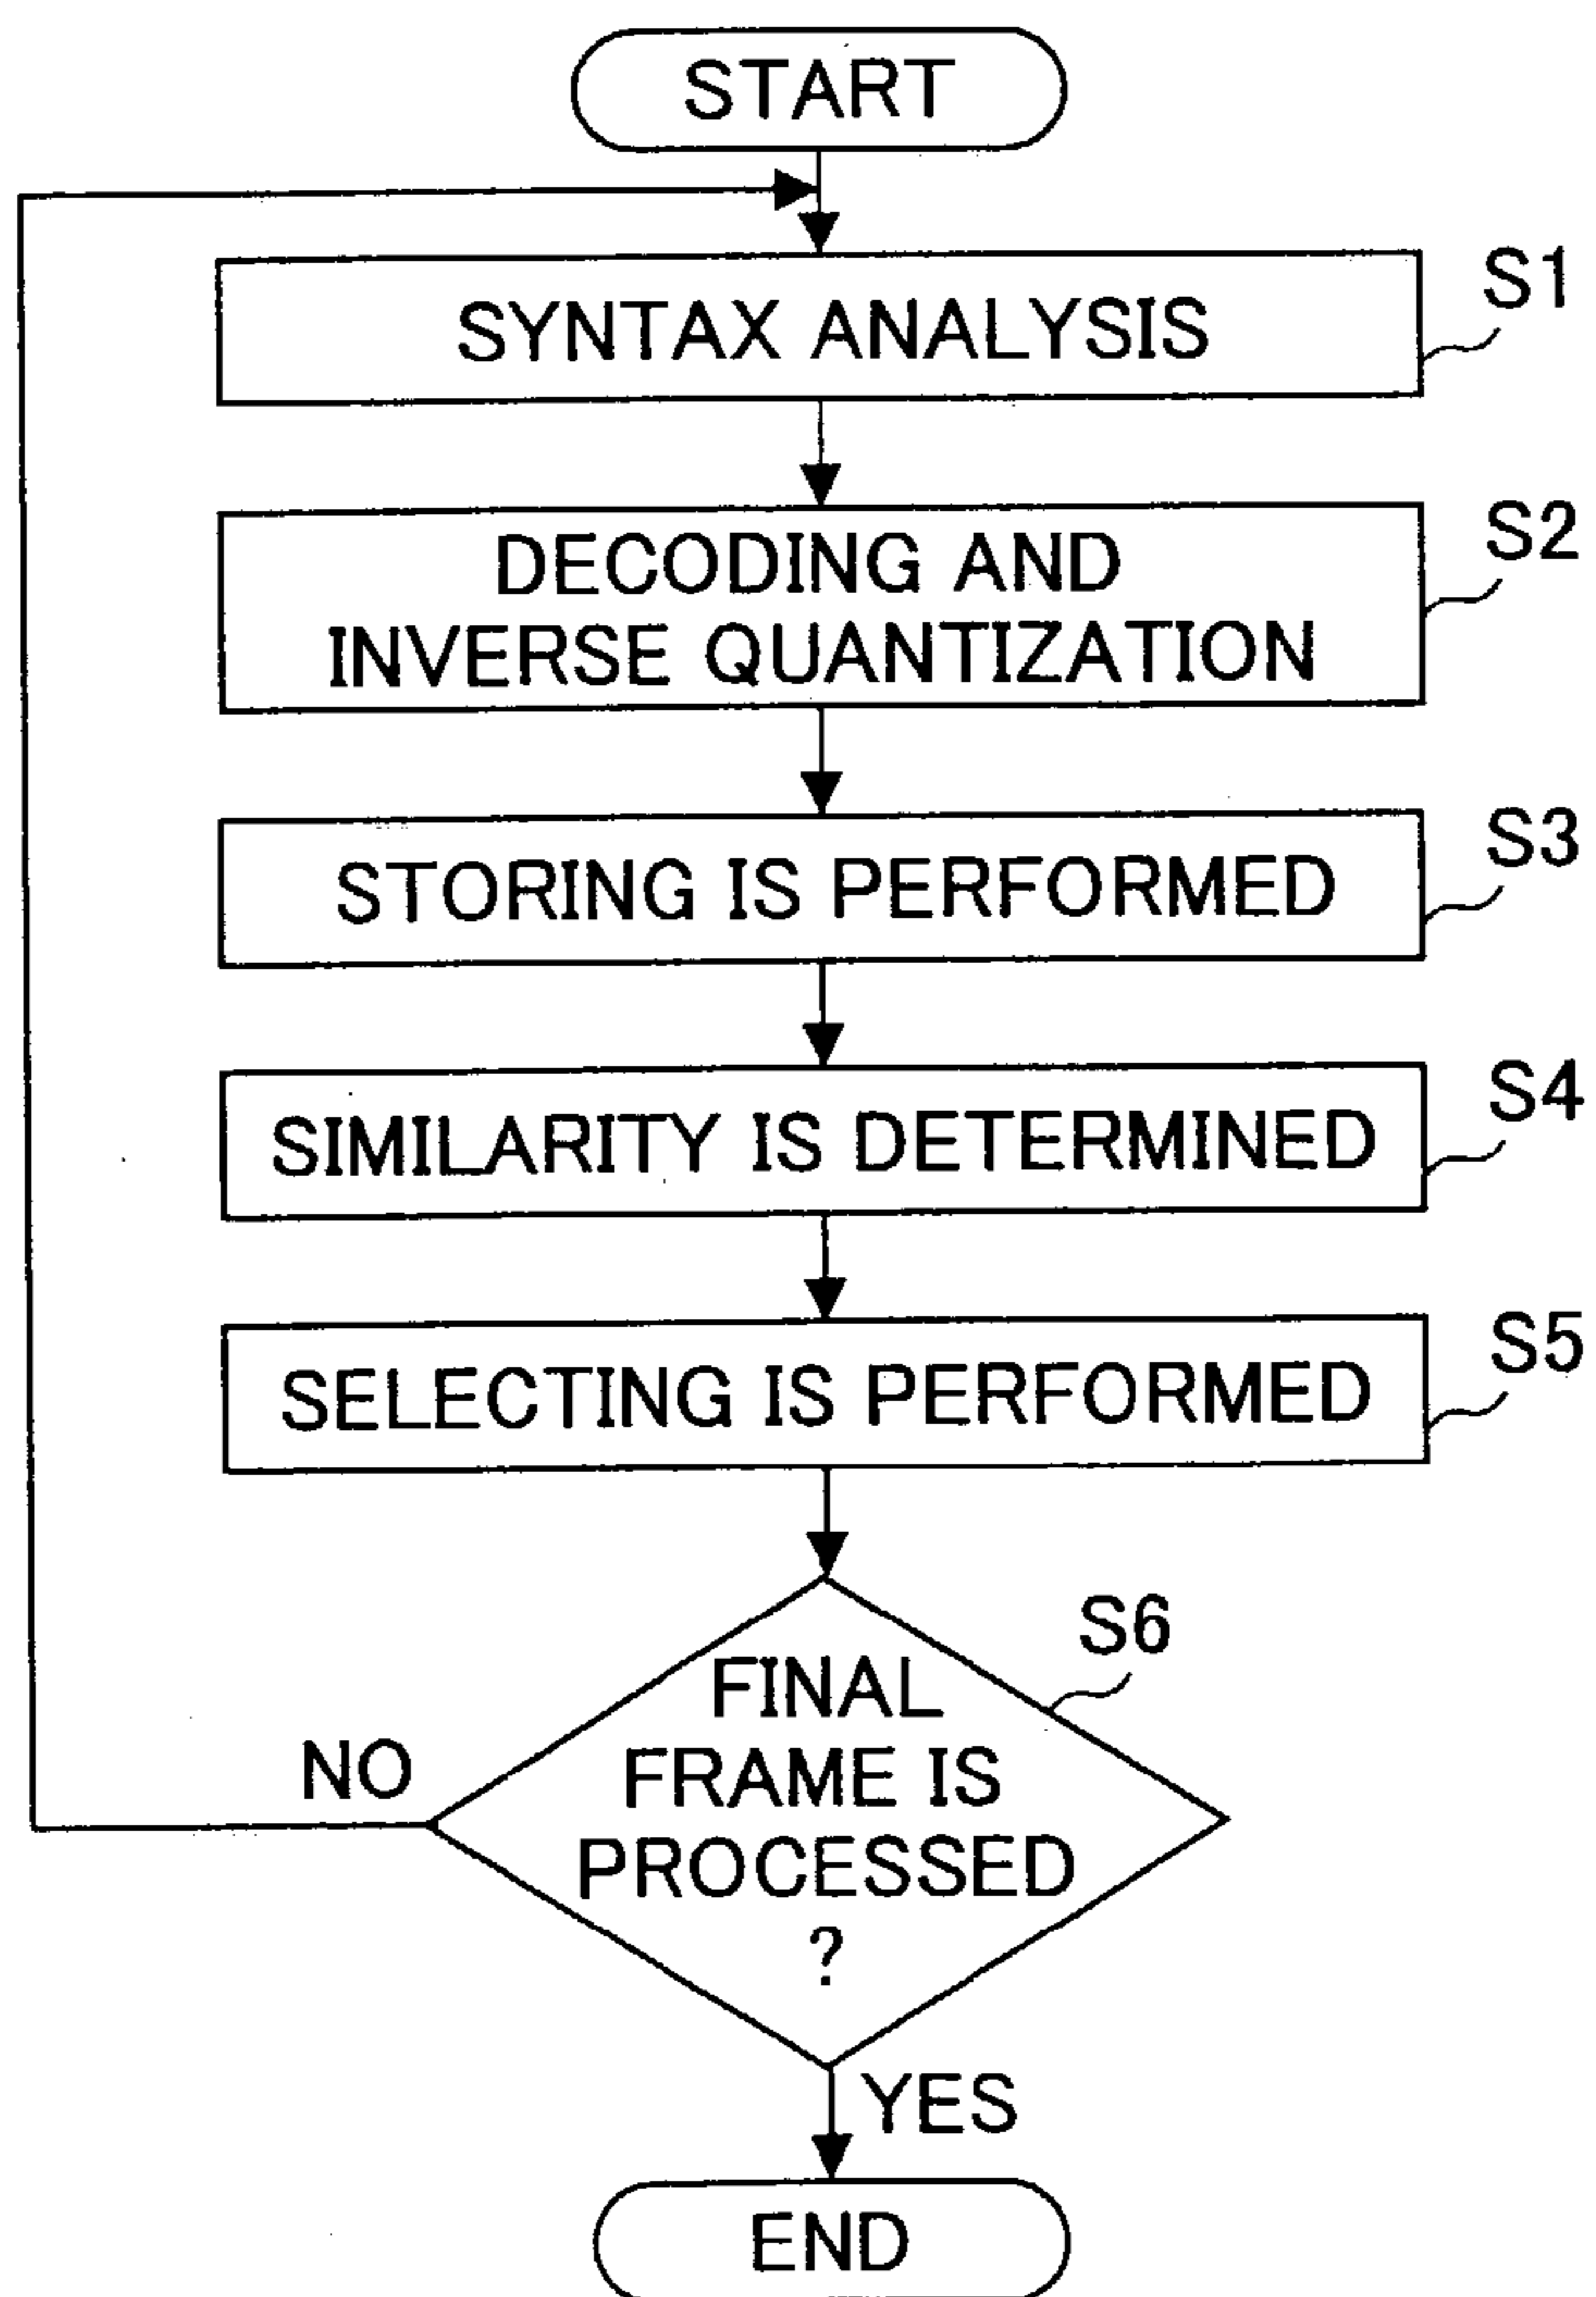 START
SYNTAX ANALYSIS
S1
DECODING AND
INVERSE QUANTIZATION
S2
STORING IS PERFORMED
S3
SIMILARITY IS DETERMINED
S4
SELECTING IS PERFORMED
S5
S6
FINAL
FRAME IS
PROCESSED
?
NO
YES
END